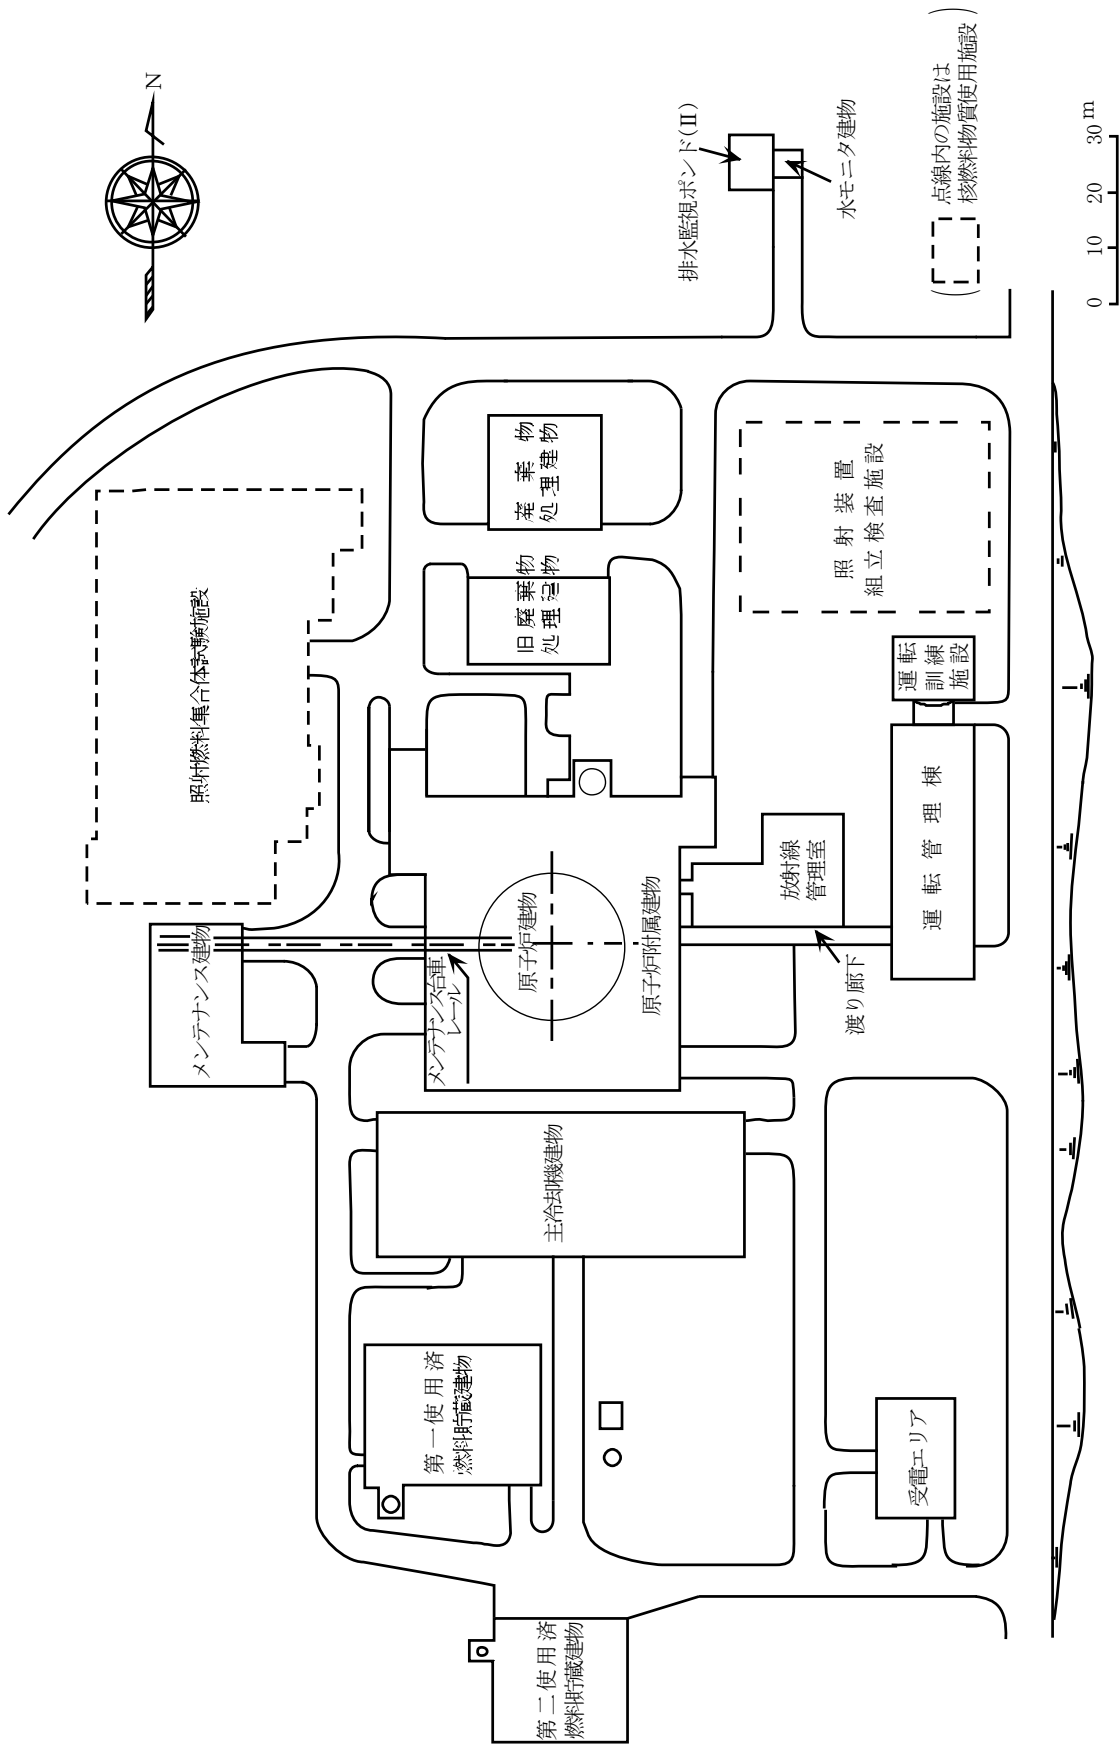 N
排水監視ポンド(Ⅱ)
水モニタ建物
点線内の施設は
核燃料物質使用施設
0 10 20 30 m
照射燃料集合体試験施設
廃棄物
処理建物
旧廃棄物
処理建物
照射装置
組立検査施設
運転
訓練
施設
運転管理棟
放射線
管理室
渡り廊下
メンテナンス建物
メンテナンス台車
レール
原子炉建物
原子炉附属建物
主冷却機建物
第一使用済
燃料貯蔵建物
受電エリア
第二使用済
燃料貯蔵建物